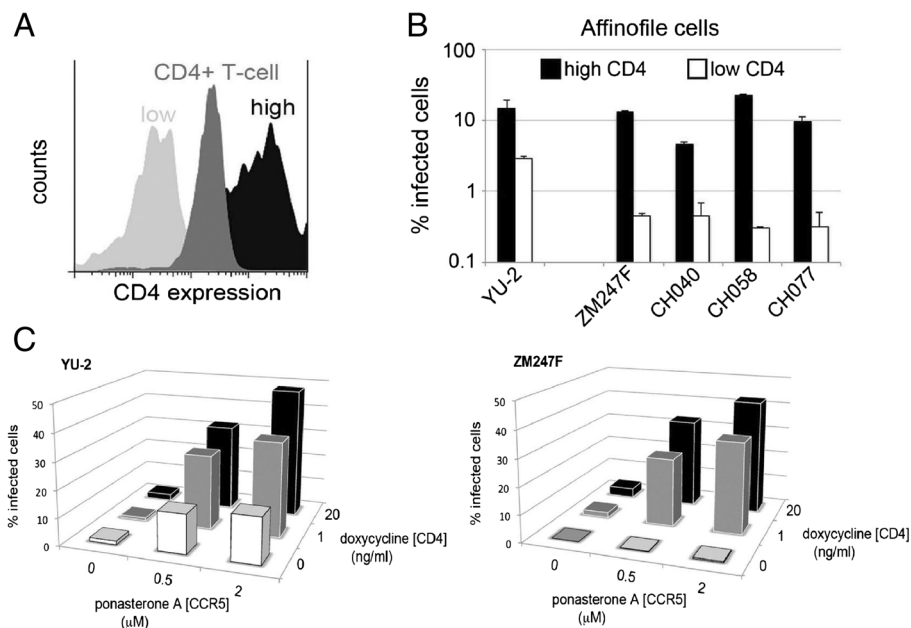 A
CD4+ T-cell
low
high
counts
CD4 expression
B
Affinofile cells
high CD4
low CD4
% infected cells
100
10
1
0.1
YU-2
ZM247F
CH040
CH058
CH077
C
YU-2
% infected cells
50
40
30
20
10
0
0
0.5
2
ponasterone A [CCR5]
(µM)
20
1
0
doxycycline [CD4]
(ng/ml)
ZM247F
% infected cells
50
40
30
20
10
0
0
0.5
2
ponasterone A [CCR5]
(µM)
20
1
0
doxycycline [CD4]
(ng/ml)